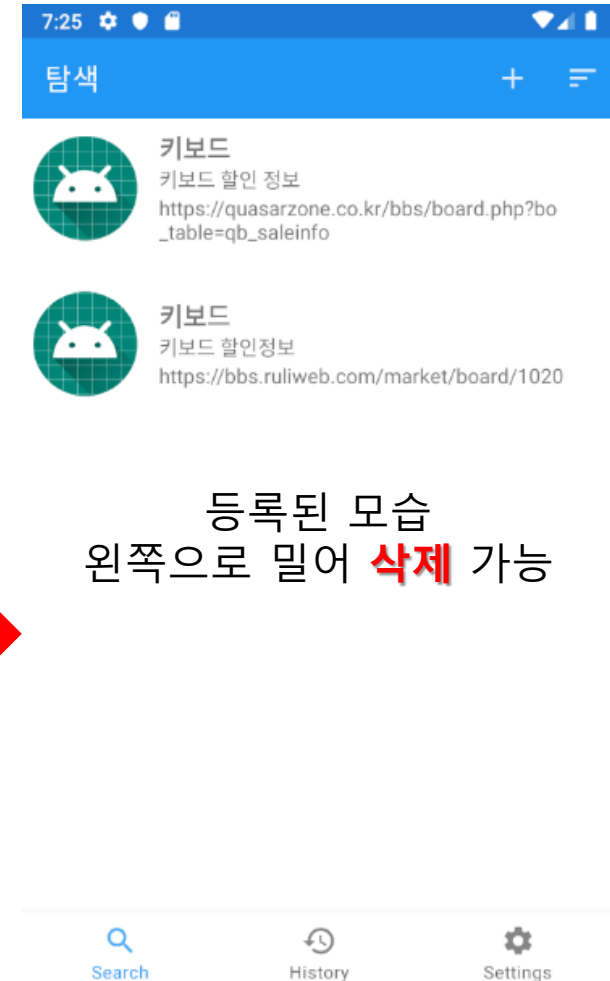 7:25
탐색
키보드
키보드 할인 정보
https://quasarzone.co.kr/bbs/board.php?bo
_table=qb_saleinfo
키보드
키보드 할인정보
https://bbs.ruliweb.com/market/board/1020
등록된 모습
왼쪽으로 밀어 삭제 가능
Search
History
Settings